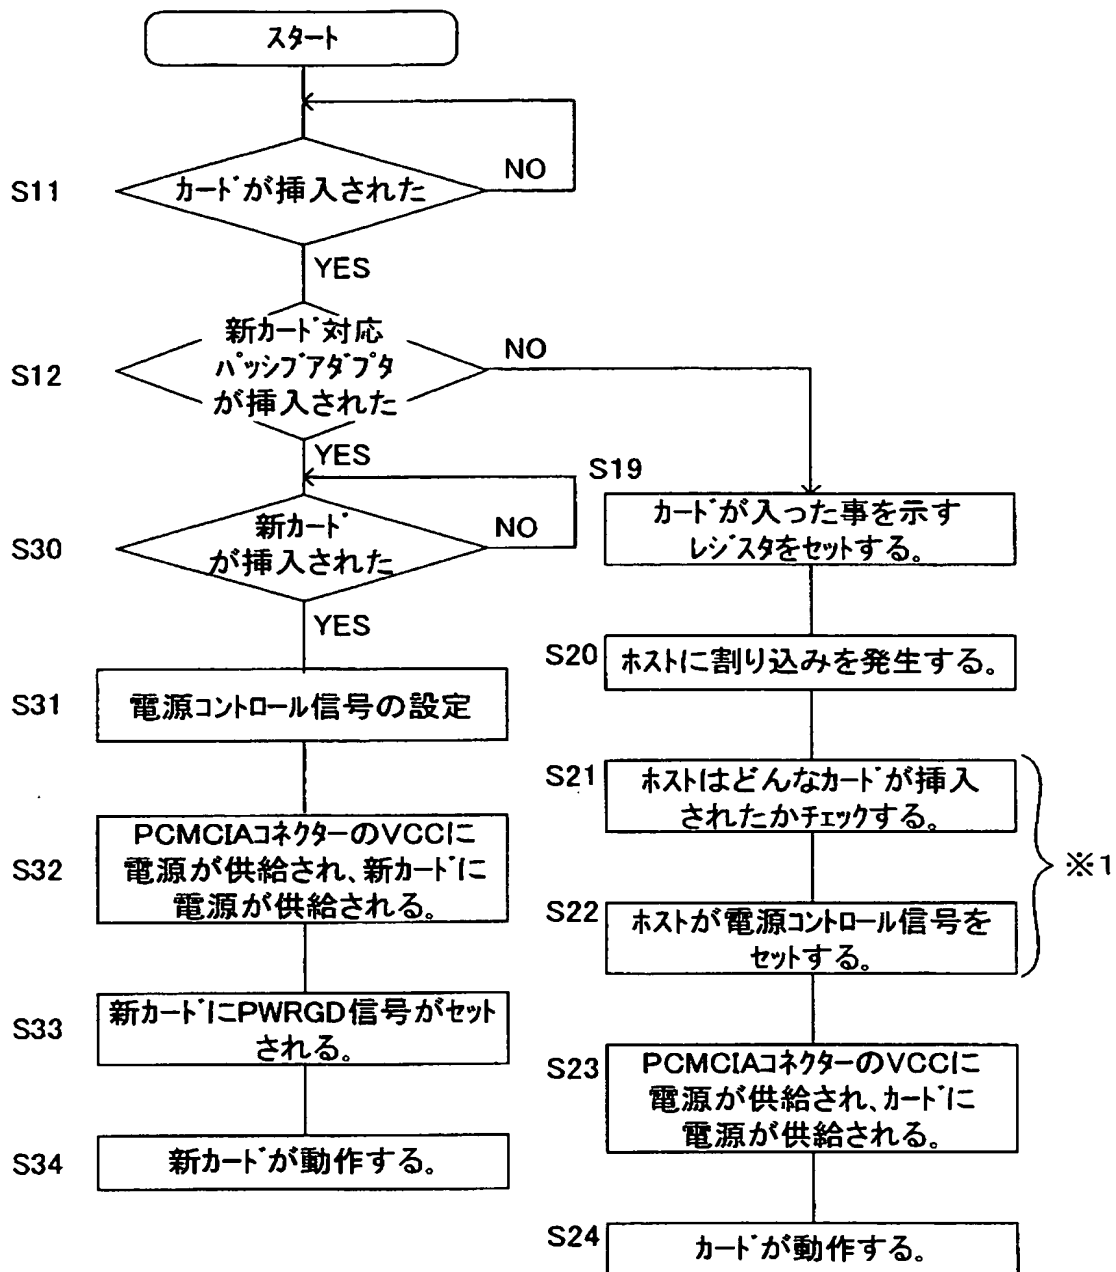 スタート
S11
カードが挿入された
NO
YES
S12
新カード対応
パッシブアダプタ
が挿入された
NO
YES
S30
新カード
が挿入された
NO
YES
S31
電源コントロール信号の設定
S32
PCMCIAコネクターのVCCに
電源が供給され、新カードに
電源が供給される。
S33
新カードにPWRGD信号がセット
される。
S34
新カードが動作する。
S19
カードが入った事を示す
レジスタをセットする。
S20
ホストに割り込みを発生する。
S21
ホストはどんなカードが挿入
されたかチェックする。
S22
ホストが電源コントロール信号を
セットする。
※1
S23
PCMCIAコネクターのVCCに
電源が供給され、カードに
電源が供給される。
S24
カードが動作する。